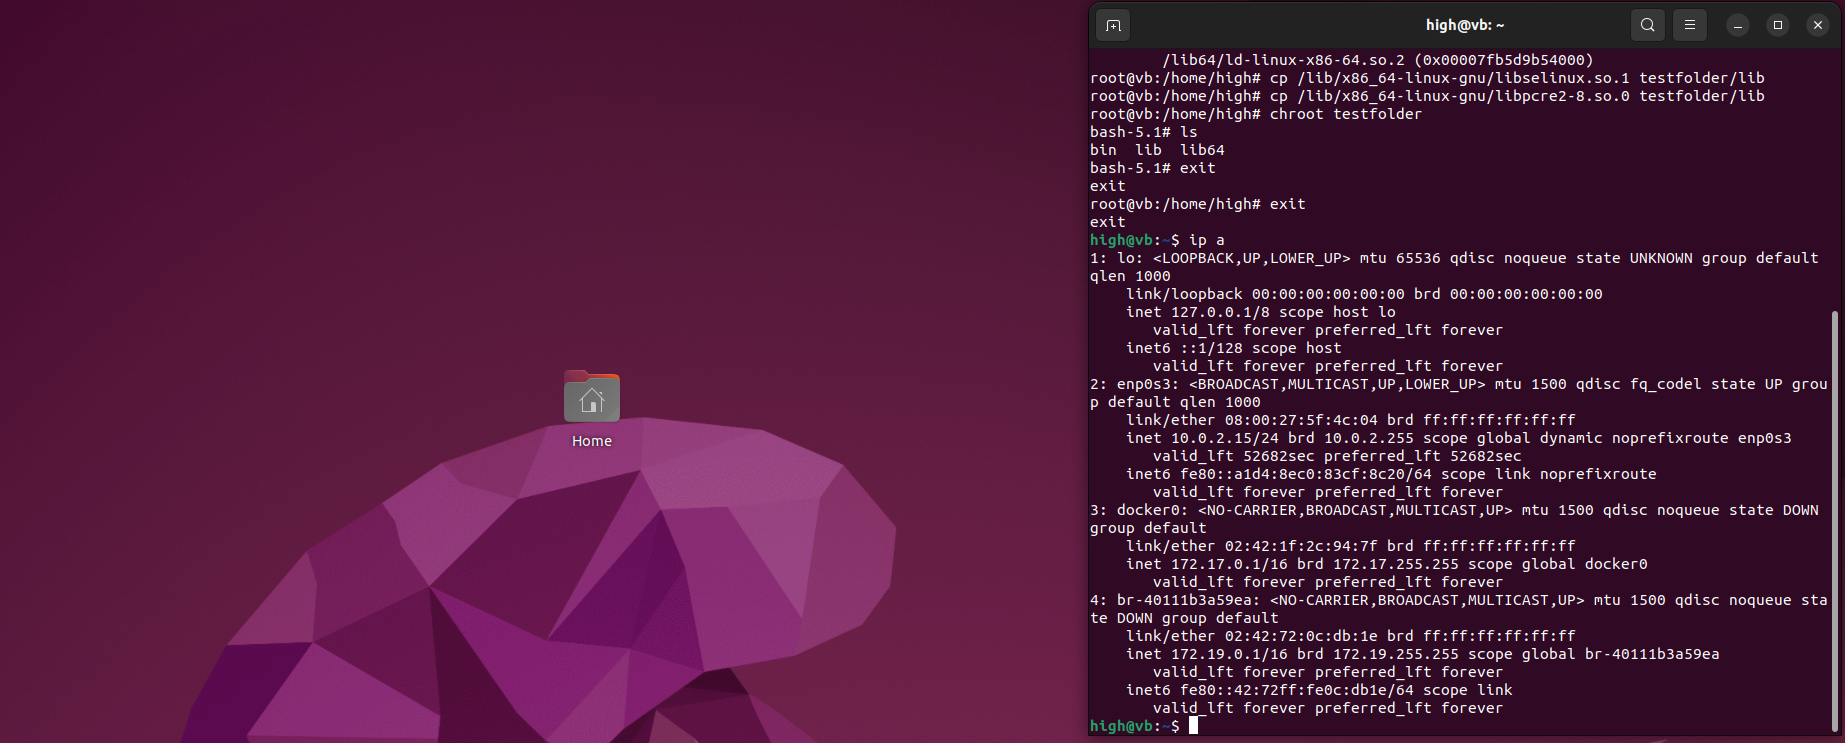 Home
high@vb: ~
        /lib64/ld-linux-x86-64.so.2 (0x00007fb5d9b54000)
root@vb:/home/high# cp /lib/x86_64-linux-gnu/libselinux.so.1 testfolder/lib
root@vb:/home/high# cp /lib/x86_64-linux-gnu/libpcre2-8.so.0 testfolder/lib
root@vb:/home/high# chroot testfolder
bash-5.1# ls
bin  lib  lib64
bash-5.1# exit
exit
root@vb:/home/high# exit
exit
high@vb:~$ ip a
1: lo: <LOOPBACK,UP,LOWER_UP> mtu 65536 qdisc noqueue state UNKNOWN group default
qlen 1000
    link/loopback 00:00:00:00:00:00 brd 00:00:00:00:00:00
    inet 127.0.0.1/8 scope host lo
       valid_lft forever preferred_lft forever
    inet6 ::1/128 scope host
       valid_lft forever preferred_lft forever
2: enp0s3: <BROADCAST,MULTICAST,UP,LOWER_UP> mtu 1500 qdisc fq_codel state UP grou
p default qlen 1000
    link/ether 08:00:27:5f:4c:04 brd ff:ff:ff:ff:ff:ff
    inet 10.0.2.15/24 brd 10.0.2.255 scope global dynamic noprefixroute enp0s3
       valid_lft 52682sec preferred_lft 52682sec
    inet6 fe80::a1d4:8ec0:83cf:8c20/64 scope link noprefixroute
       valid_lft forever preferred_lft forever
3: docker0: <NO-CARRIER,BROADCAST,MULTICAST,UP> mtu 1500 qdisc noqueue state DOWN
group default
    link/ether 02:42:1f:2c:94:7f brd ff:ff:ff:ff:ff:ff
    inet 172.17.0.1/16 brd 172.17.255.255 scope global docker0
       valid_lft forever preferred_lft forever
4: br-40111b3a59ea: <NO-CARRIER,BROADCAST,MULTICAST,UP> mtu 1500 qdisc noqueue sta
te DOWN group default
    link/ether 02:42:72:0c:db:1e brd ff:ff:ff:ff:ff:ff
    inet 172.19.0.1/16 brd 172.19.255.255 scope global br-40111b3a59ea
       valid_lft forever preferred_lft forever
    inet6 fe80::42:72ff:fe0c:db1e/64 scope link
       valid_lft forever preferred_lft forever
high@vb:~$